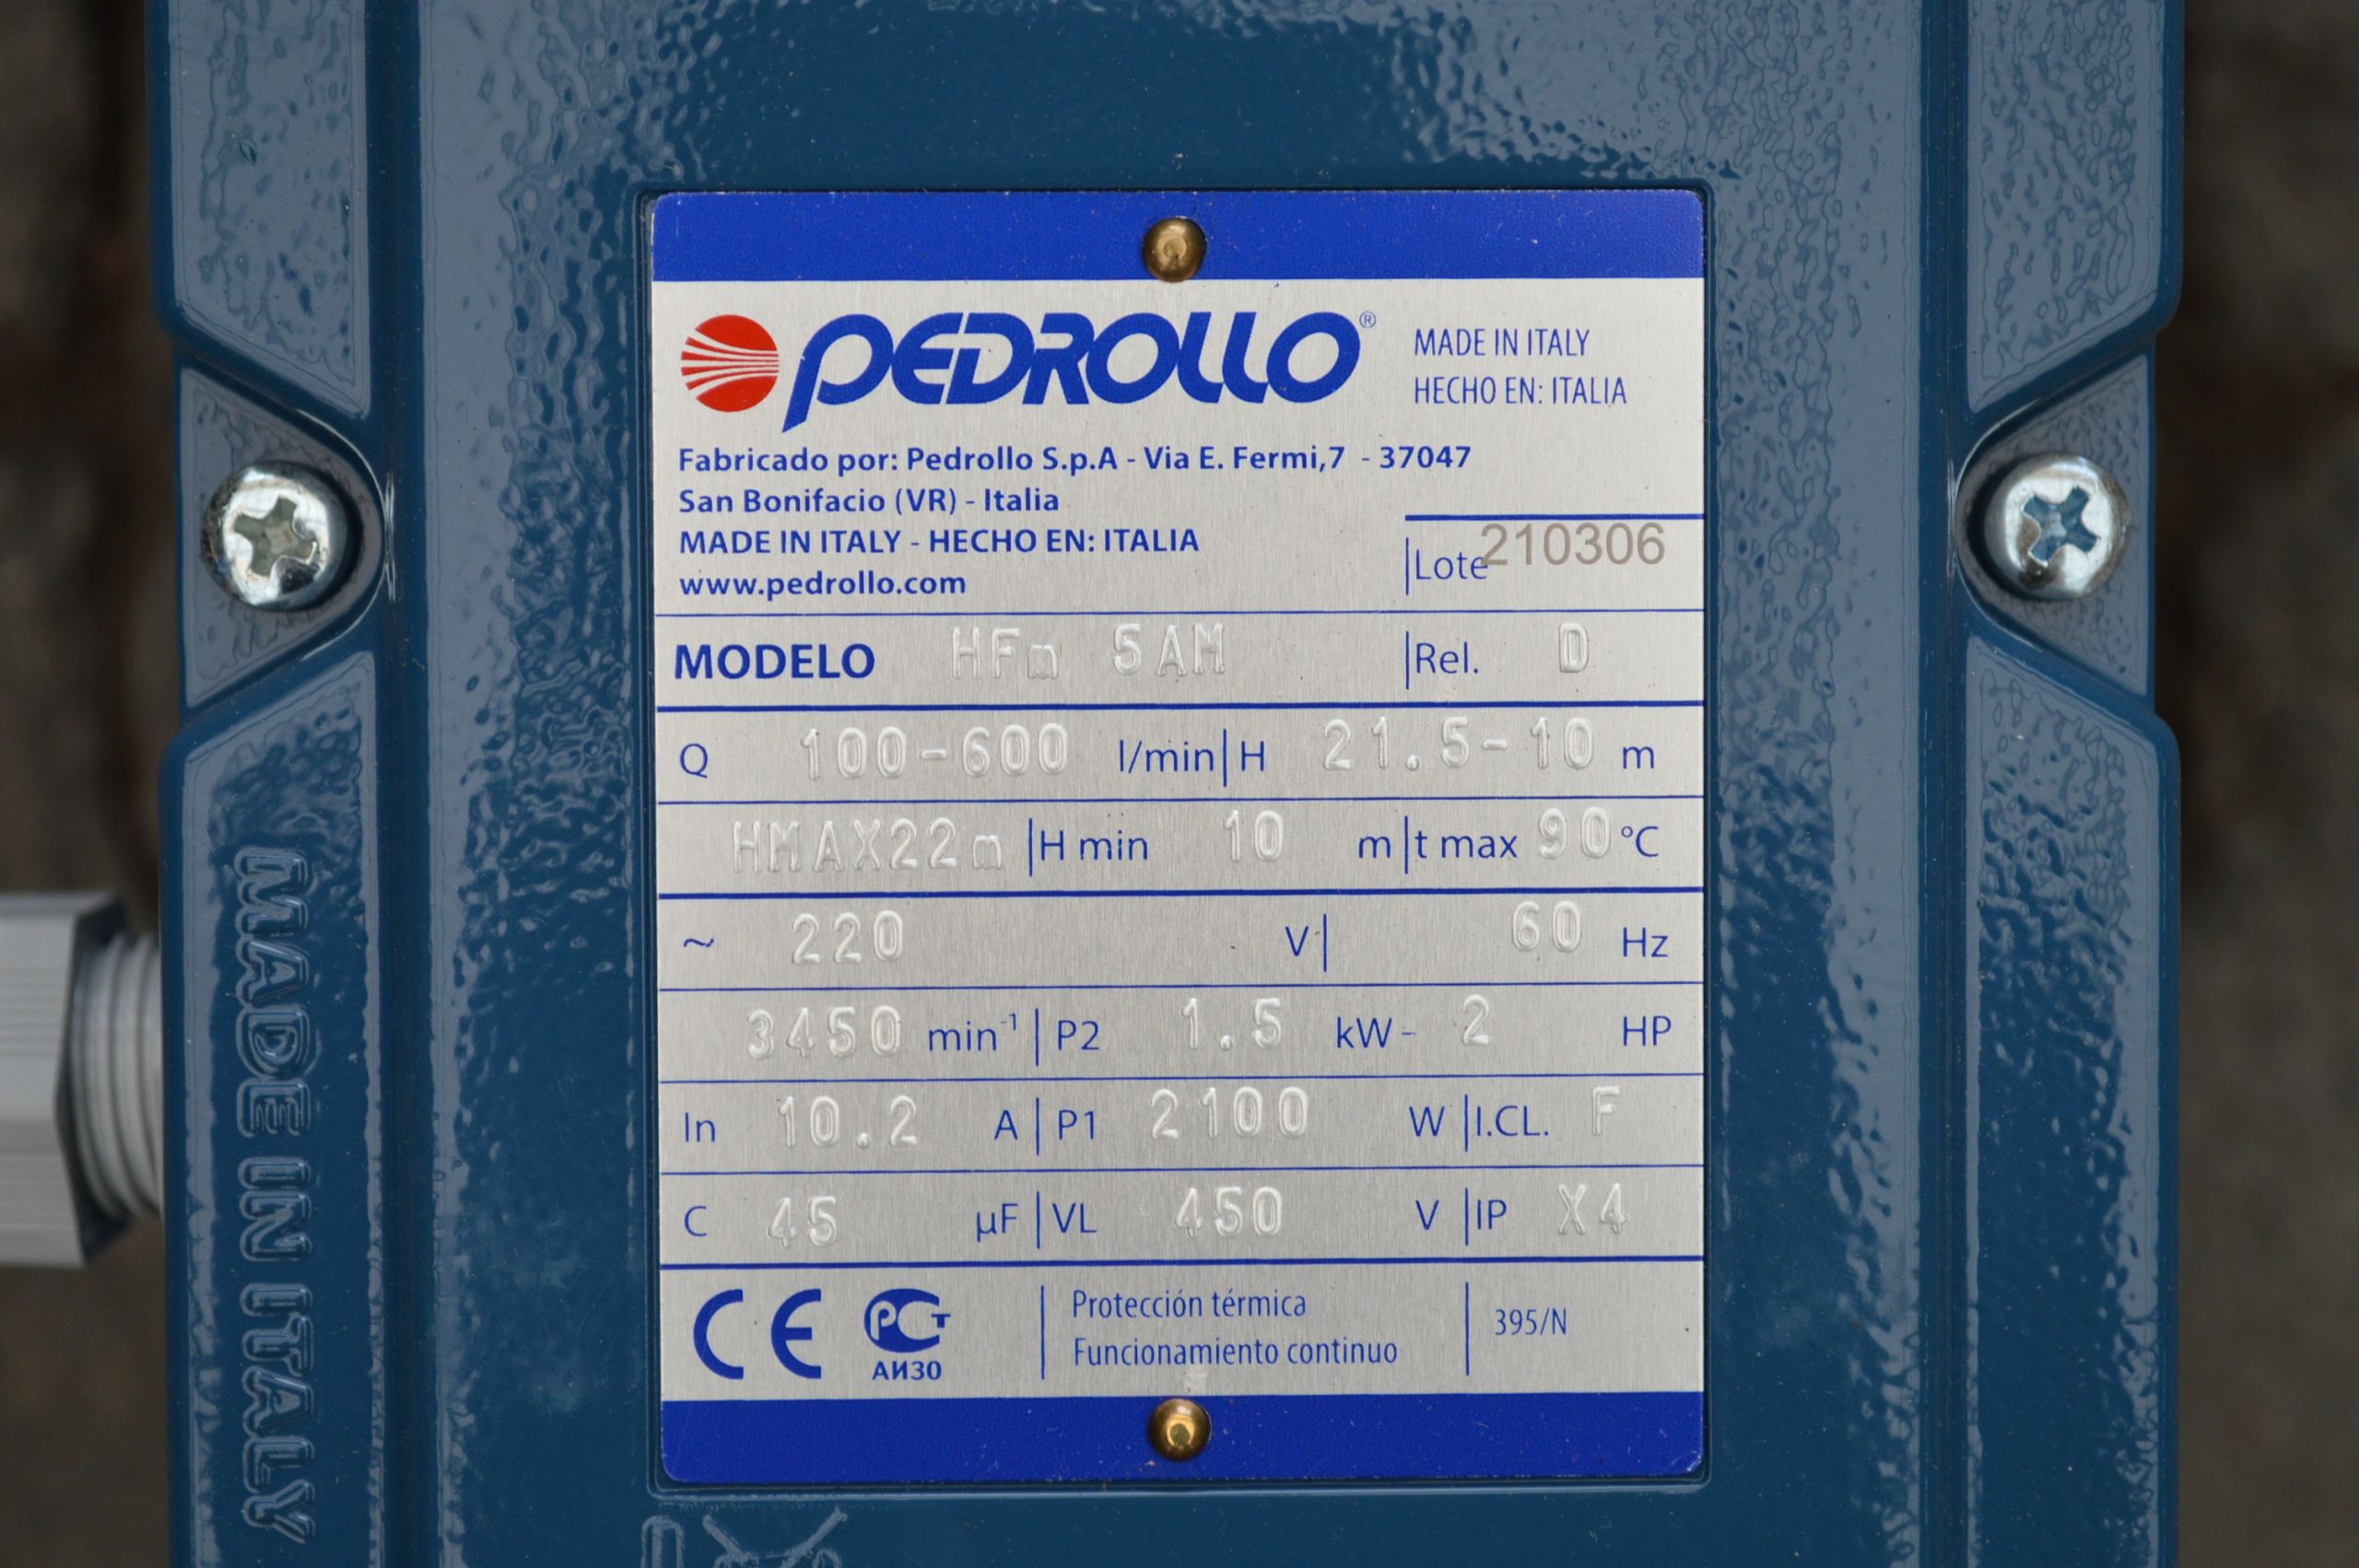 PEDROLLO®
MADE IN ITALY
HECHO EN: ITALIA
Fabricado por: Pedrollo S.p.A - Via E. Fermi,7 - 37047
San Bonifacio (VR) - Italia
MADE IN ITALY - HECHO EN: ITALIA
www.pedrollo.com
Lote 210306
MODELO HFm 5AM Rel. D
Q 100-600 l/min H 21.5-10 m
HMAX22m H min 10 m t max 90 °C
~ 220 V 60 Hz
3450 min⁻¹ P2 1.5 kW - 2 HP
In 10.2 A P1 2100 W I.CL. F
C 45 µF VL 450 V IP X4
CE PCT
АИ30
Protección térmica
Funcionamiento continuo
395/N
MADE IN ITALY